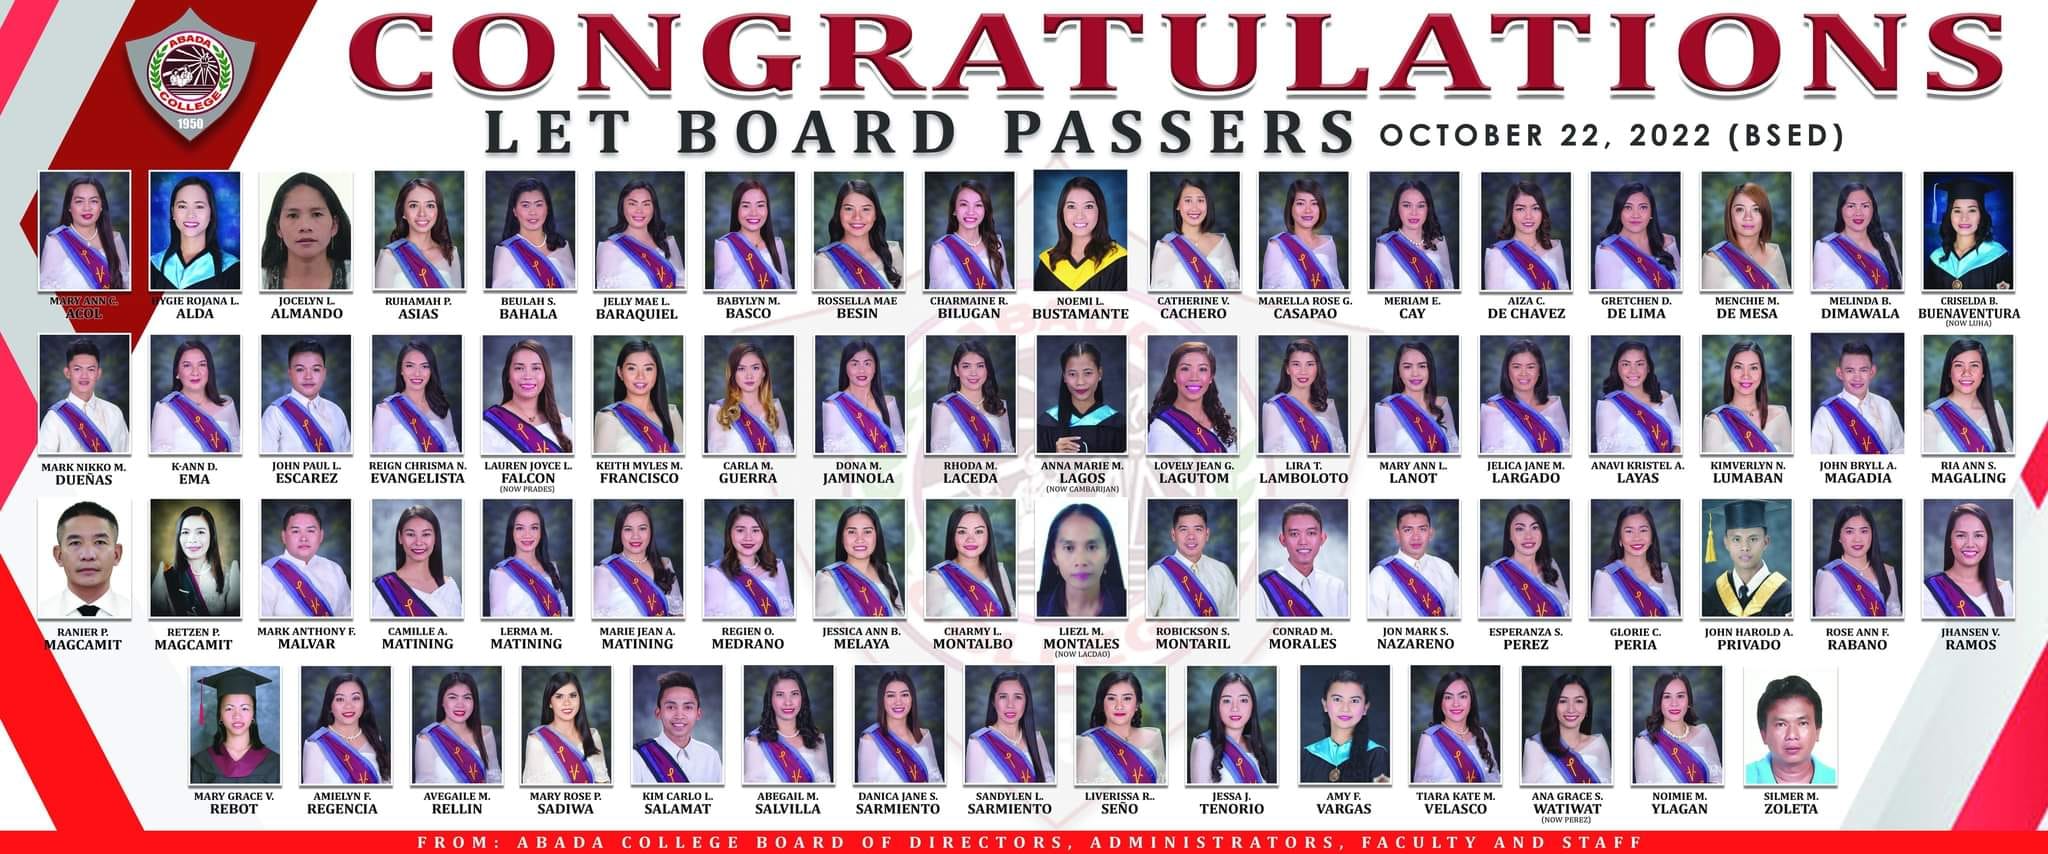 ABADA
COLLEGE
1950
CONGRATULATIONS
LET BOARD PASSERS OCTOBER 22, 2022 (BSED)
MARY ANN C.
ACOL
HYGIE ROJANA L.
ALDA
JOCELYN L.
ALMANDO
RUHAMAH P.
ASIAS
BEULAH S.
BAHALA
JELLY MAE L.
BARAQUIEL
BABYLYN M.
BASCO
ROSSELLA MAE
BESIN
CHARMAINE R.
BILUGAN
NOEMI L.
BUSTAMANTE
CATHERINE V.
CACHERO
MARELLA ROSE G.
CASAPAO
MERIAM E.
CAY
AIZA C.
DE CHAVEZ
GRETCHEN D.
DE LIMA
MENCHIE M.
DE MESA
MELINDA B.
DIMAWALA
CRISELDA B.
BUENAVENTURA
(NOW LUHA)
MARK NIKKO M.
DUEÑAS
K-ANN D.
EMA
JOHN PAUL L.
ESCAREZ
REIGN CHRISMA N.
EVANGELISTA
LAUREN JOYCE L.
FALCON
(NOW PRADES)
KEITH MYLES M.
FRANCISCO
CARLA M.
GUERRA
DONA M.
JAMINOLA
RHODA M.
LACEDA
ANNA MARIE M.
LAGOS
(NOW CAMBARIJAN)
LOVELY JEAN G.
LAGUTOM
LIRA T.
LAMBOLOTO
MARY ANN L.
LANOT
JELICA JANE M.
LARGADO
ANAVI KRISTEL A.
LAYAS
KIMVERLYN N.
LUMABAN
JOHN BRYLL A.
MAGADIA
RIA ANN S.
MAGALING
RANIER P.
MAGCAMIT
RETZEN P.
MAGCAMIT
MARK ANTHONY F.
MALVAR
CAMILLE A.
MATINING
LERMA M.
MATINING
MARIE JEAN A.
MATINING
REGIEN O.
MEDRANO
JESSICA ANN B.
MELAYA
CHARMY L.
MONTALBO
LIEZL M.
MONTALES
(NOW LACDAO)
ROBICKSON S.
MONTARIL
CONRAD M.
MORALES
JON MARK S.
NAZARENO
ESPERANZA S.
PEREZ
GLORIE C.
PERIA
JOHN HAROLD A.
PRIVADO
ROSE ANN F.
RABANO
JHANSEN V.
RAMOS
MARY GRACE V.
REBOT
AMIELYN F.
REGENCIA
AVEGAILE M.
RELLIN
MARY ROSE P.
SADIWA
KIM CARLO L.
SALAMAT
ABEGAIL M.
SALVILLA
DANICA JANE S.
SARMIENTO
SANDYLEN L.
SARMIENTO
LIVERISSA R..
SEÑO
JESSA J.
TENORIO
AMY F.
VARGAS
TIARA KATE M.
VELASCO
ANA GRACE S.
WATIWAT
(NOW PEREZ)
NOIMIE M.
YLAGAN
SILMER M.
ZOLETA
FROM: ABADA COLLEGE BOARD OF DIRECTORS, ADMINISTRATORS, FACULTY AND STAFF